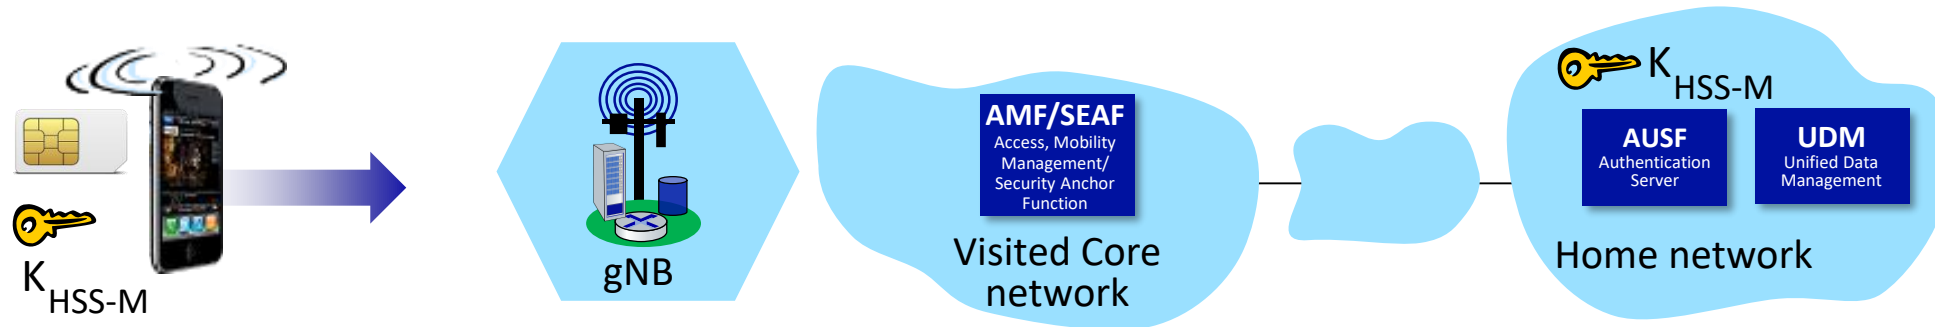 K
HSS-M
gNB
AMF/SEAF
Access, Mobility
Management/
Security Anchor
Function
Visited Core
network
K
HSS-M
AUSF
Authentication
Server
UDM
Unified Data
Management
Home network